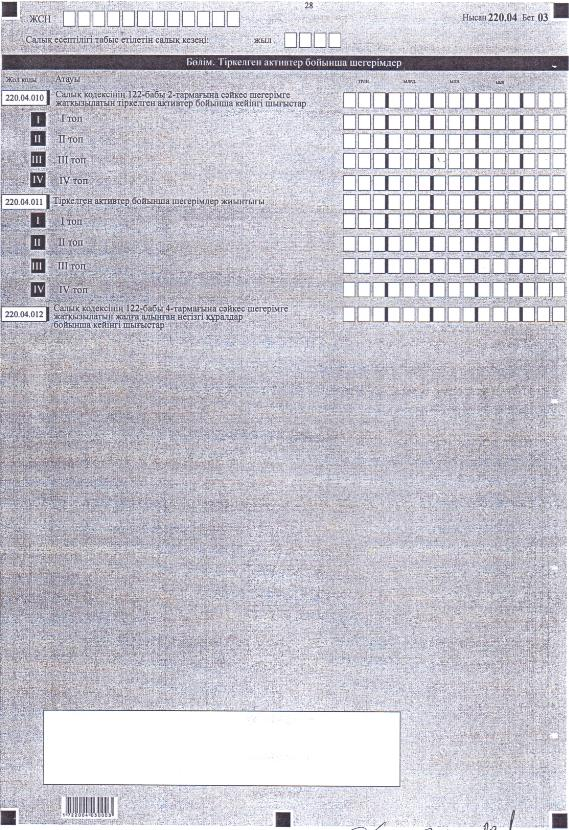 28
ЖСН
Нысан 220.04 Бет 03
Салық есептілігі табыс етілетін салық кезеңі: жыл
Бөлім. Тіркелген активтер бойынша шегерімдер
Жол коды Атауы трлн млрд млн мың
220.04.010 Салық кодексінің 122-бабы 2-тармағына сәйкес шегерімге
жатқызылатын тіркелген активтер бойынша кейінгі шығыстар
I I топ
II II топ
III III топ
IV IV топ
220.04.011 Тіркелген активтер бойынша шегерімдер жиынтығы
I I топ
II II топ
III III топ
IV IV топ
220.04.012 Салық кодексінің 122-бабы 4-тармағына сәйкес шегерімге
жатқызылатын жалға алынған негізгі құралдар
бойынша кейінгі шығыстар